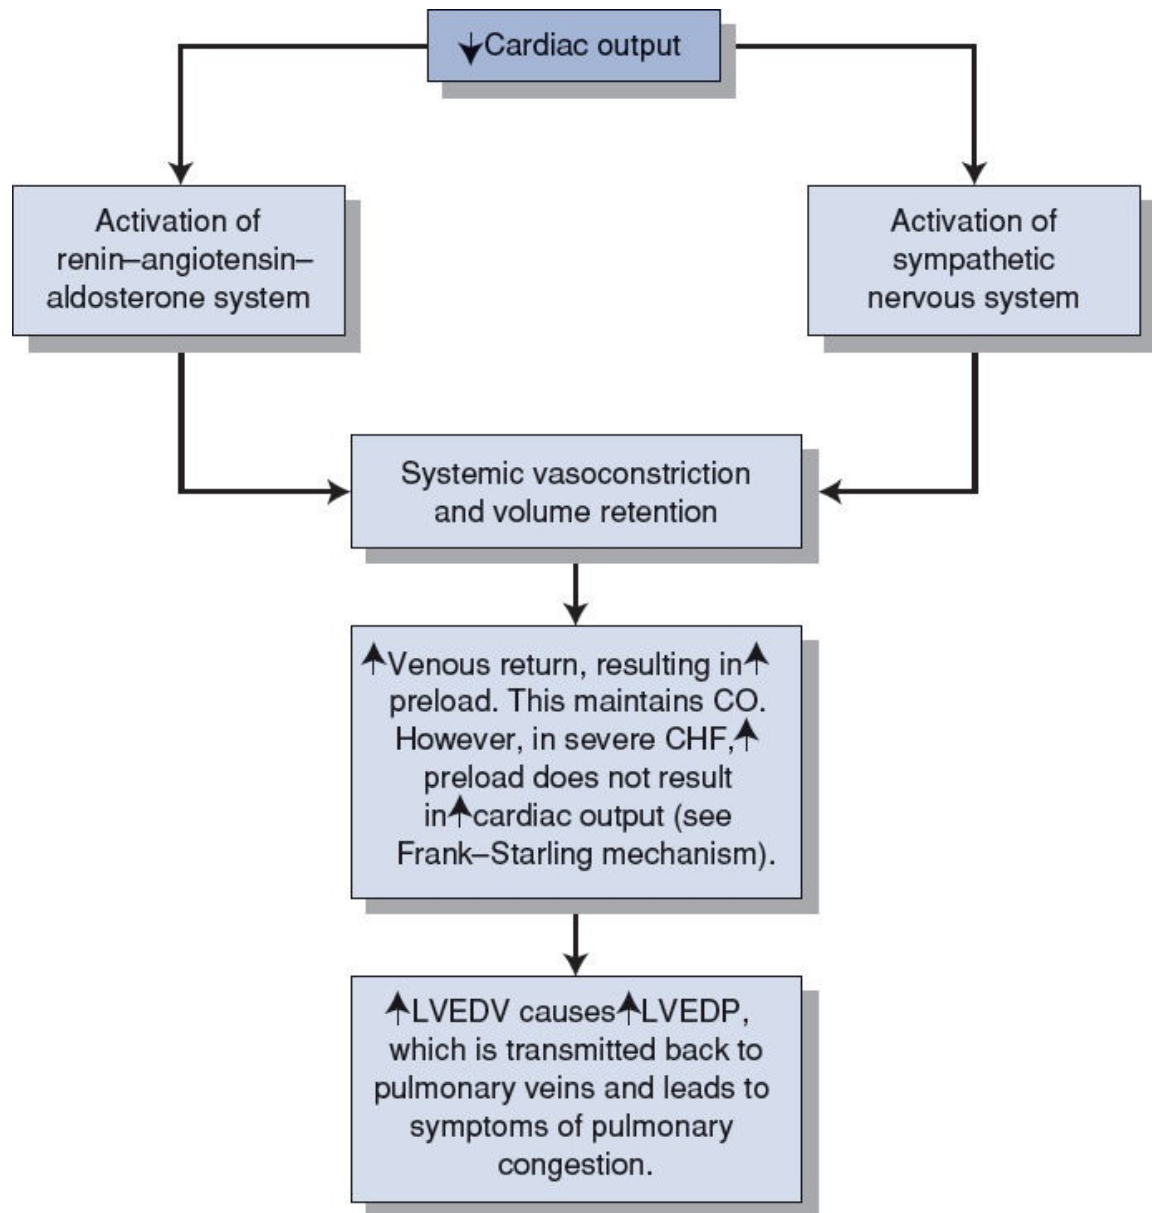 ↓Cardiac output
Activation of
renin–angiotensin–
aldosterone system
Activation of
sympathetic
nervous system
Systemic vasoconstriction
and volume retention
↑Venous return, resulting in↑
preload. This maintains CO.
However, in severe CHF,↑
preload does not result
in↑cardiac output (see
Frank–Starling mechanism).
↑LVEDV causes↑LVEDP,
which is transmitted back to
pulmonary veins and leads to
symptoms of pulmonary
congestion.